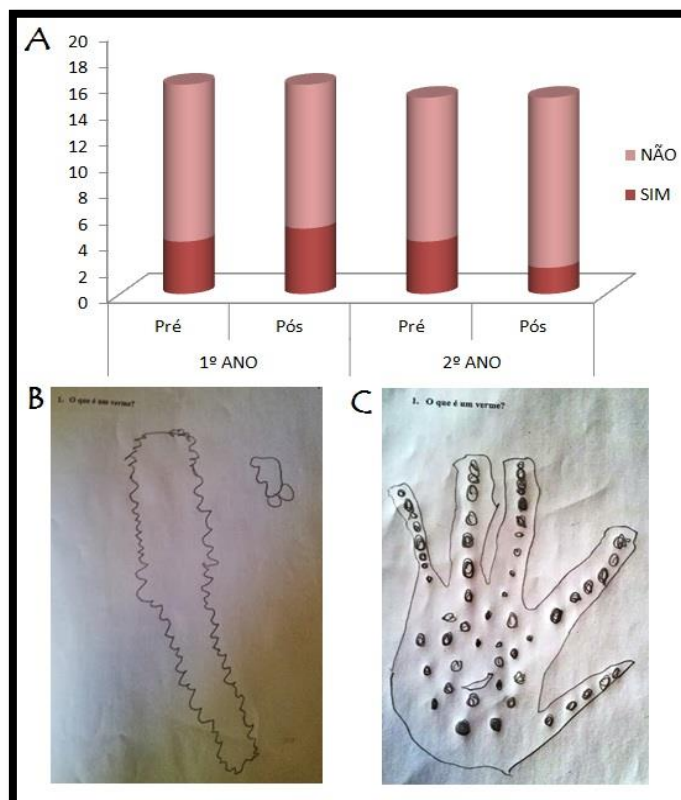 A
20
18
16
14
12
10
8
6
4
2
0
NÃO
SIM
Pré
Pós
Pré
Pós
1º ANO
2º ANO
B
1. O que é um verme?
C
1. O que é um verme?